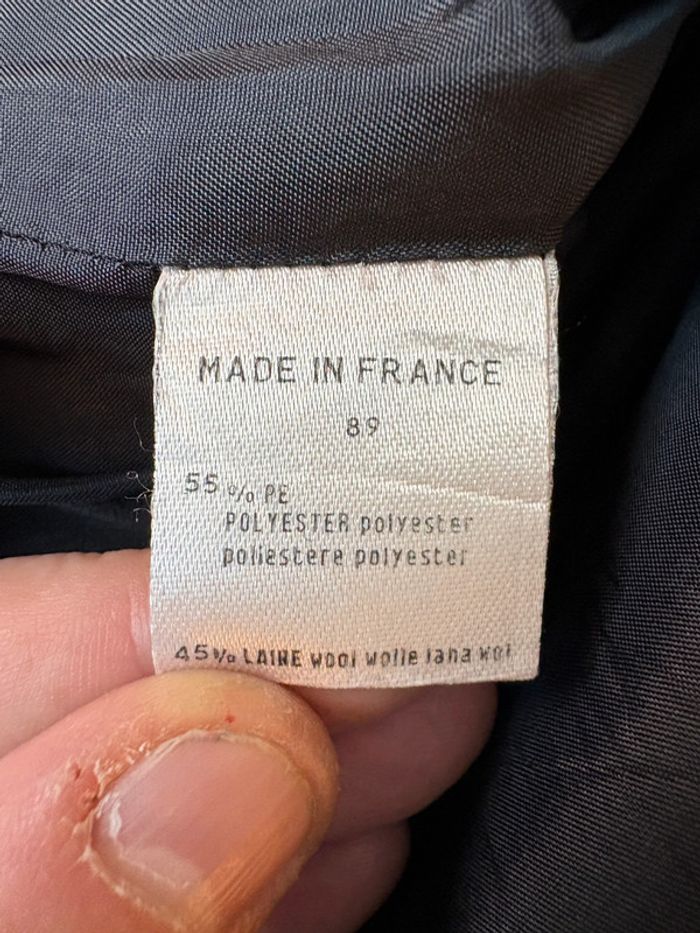 MADE IN FRANCE
89
55% PE
POLYESTER polyester
poliestere polyester
45% LAINE wool wolle lana wol